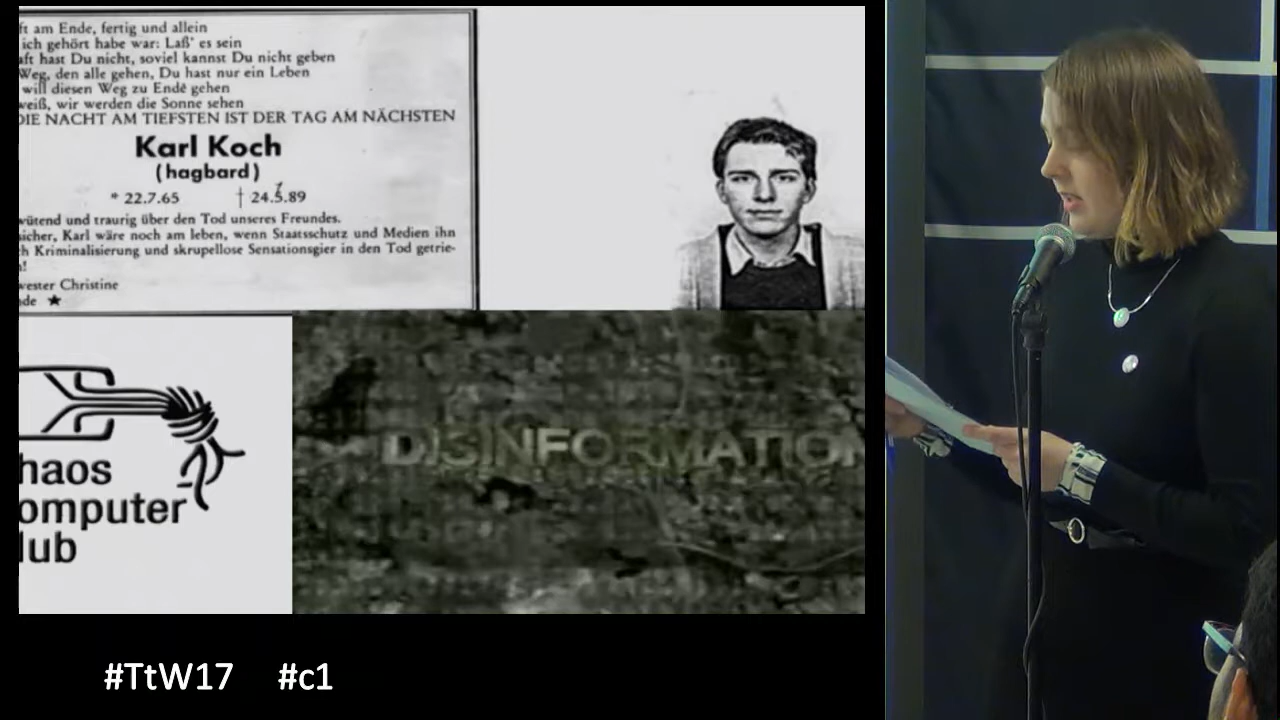 ft am Ende, fertig und allein
ich gehört habe war: Laß' es sein
aft hast Du nicht, soviel kannst Du nicht geben
Weg, den alle gehen, Du hast nur ein Leben
will diesen Weg zu Ende gehen
weiß, wir werden die Sonne sehen
DIE NACHT AM TIEFSTEN IST DER TAG AM NÄCHSTEN
Karl Koch
(hagbard)
* 22.7.65 † 24.5.89
wütend und traurig über den Tod unseres Freundes.
sicher, Karl wäre noch am leben, wenn Staatsschutz und Medien ihn
ch Kriminalisierung und skrupellose Sensationsgier in den Tod getrie-
n!
wester Christine
nde ★
haos
omputer
lub
DISINFORMATION
#TtW17 #c1